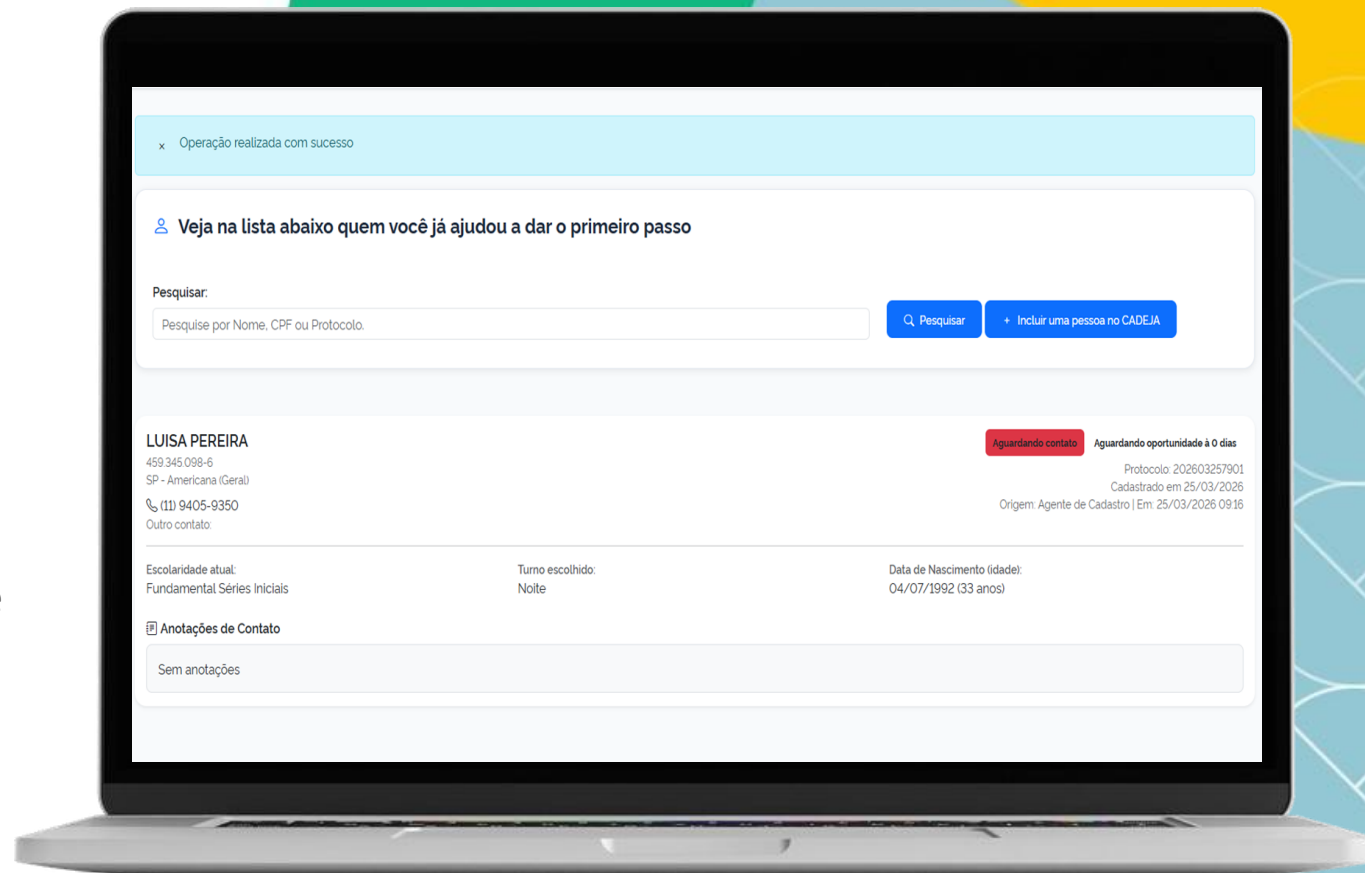 x Operação realizada com sucesso
Veja na lista abaixo quem você já ajudou a dar o primeiro passo
Pesquisar:
Pesquise por Nome, CPF ou Protocolo.
Pesquisar
+ Incluir uma pessoa no CADEJA
LUISA PEREIRA
459.345.098-6
SP - Americana (Geral)
(11) 9405-9350
Outro contato:
Aguardando contato
Aguardando oportunidade à 0 dias
Protocolo: 202603257901
Cadastrado em 25/03/2026
Origem: Agente de Cadastro | Em: 25/03/2026 09:16
Escolaridade atual:
Fundamental Séries Iniciais
Turno escolhido:
Noite
Data de Nascimento (idade):
04/07/1992 (33 anos)
Anotações de Contato
Sem anotações